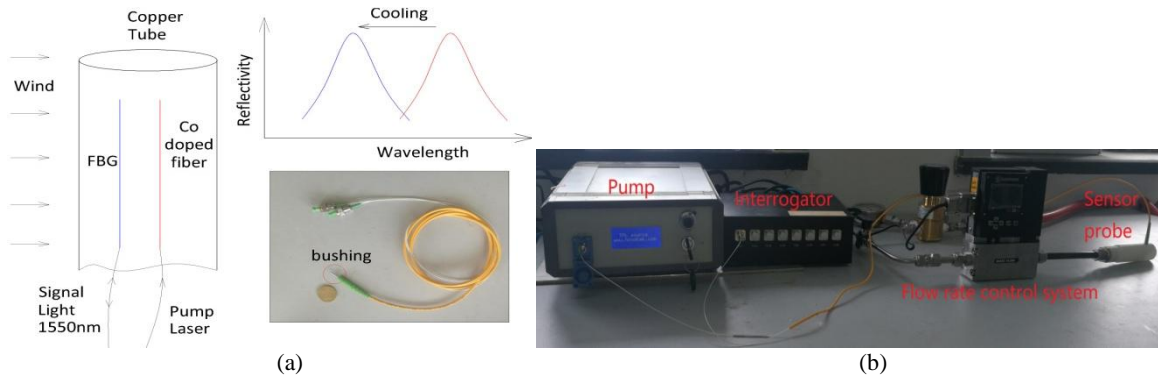 Copper
Tube
Wind
FBG
Co
doped
fiber
Signal
Light
1550nm
Pump
Laser
Cooling
Reflectivity
Wavelength
bushing
(a)
Pump
Interrogator
Sensor
probe
Flow rate control system
(b)